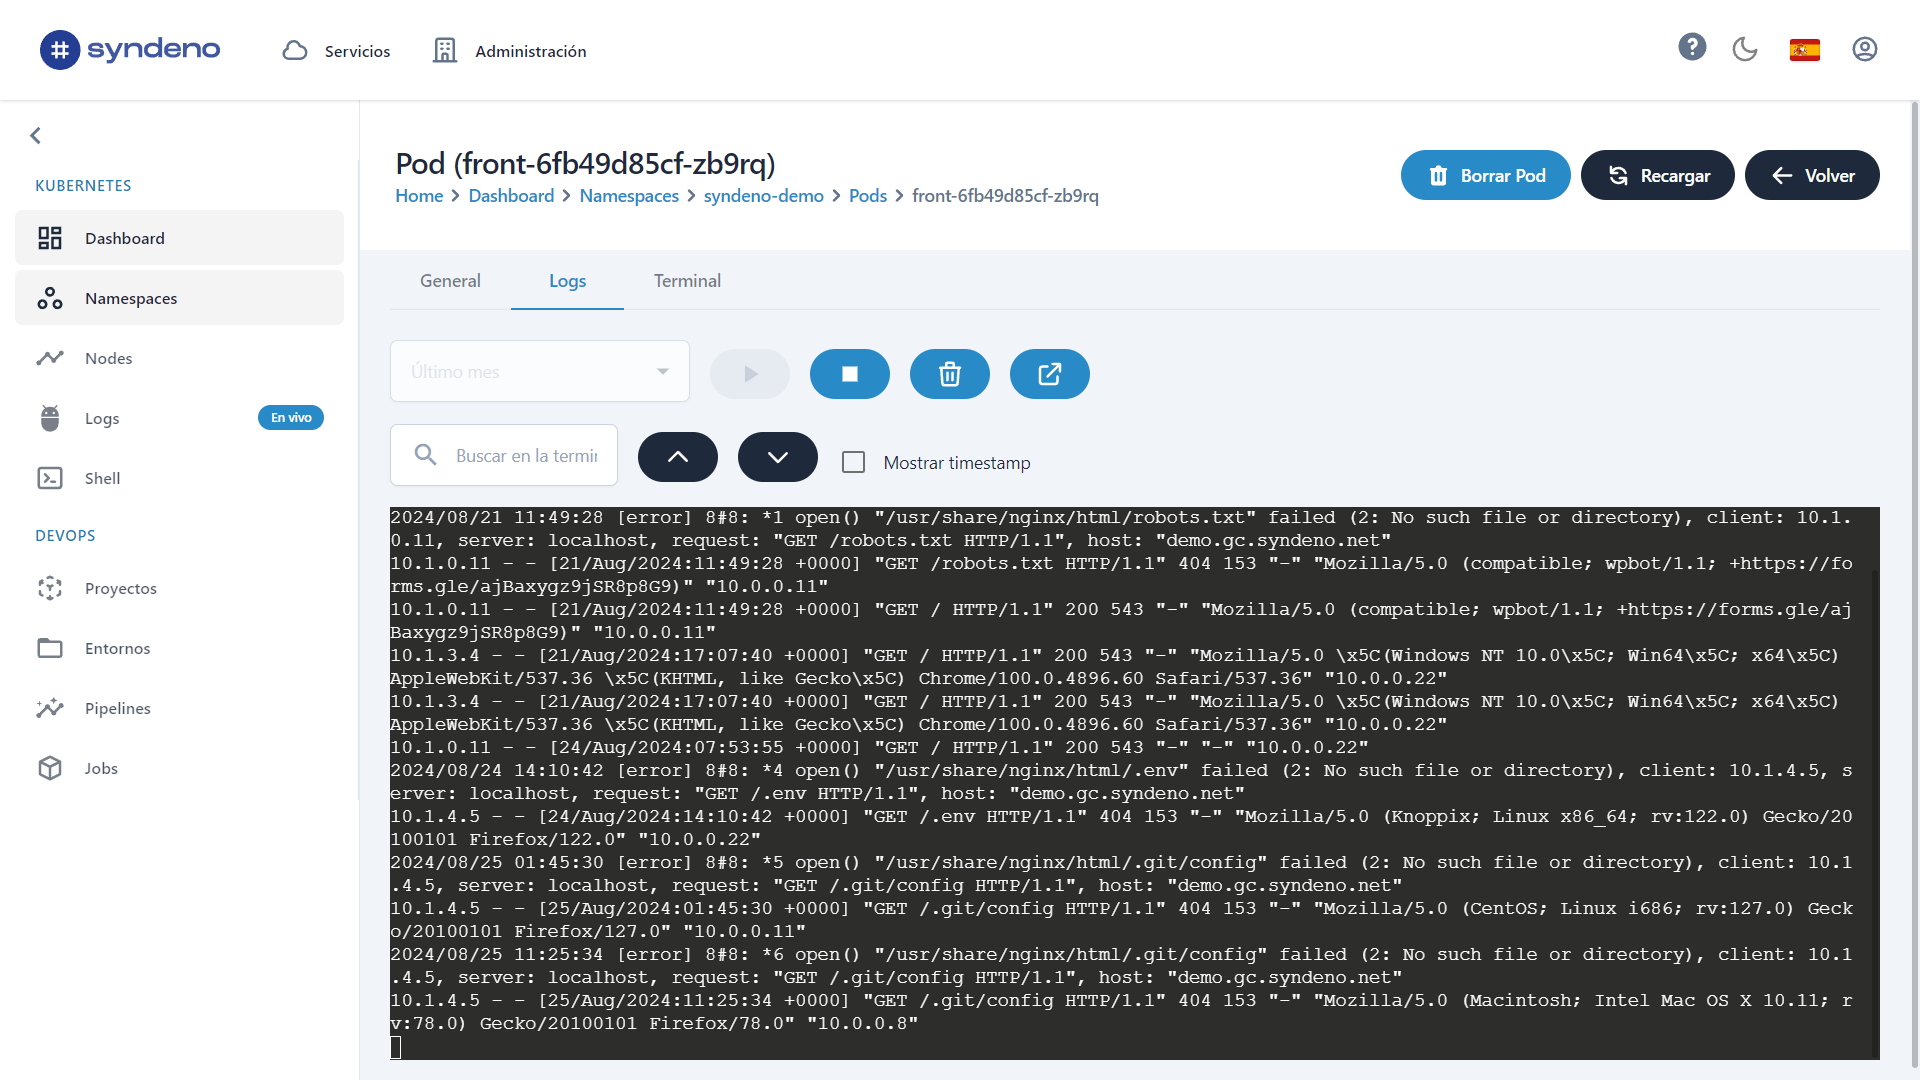 syndeno
Servicios
Administración
KUBERNETES
Dashboard
Namespaces
Nodes
Logs
En vivo
Shell
DEVOPS
Proyectos
Entornos
Pipelines
Jobs
Pod (front-6fb49d85cf-zb9rq)
Home > Dashboard > Namespaces > syndeno-demo > Pods > front-6fb49d85cf-zb9rq
Borrar Pod
Recargar
Volver
General
Logs
Terminal
Último mes
Buscar en la termin
Mostrar timestamp
2024/08/21 11:49:28 [error] 8#8: *1 open() "/usr/share/nginx/html/robots.txt" failed (2: No such file or directory), client: 10.1.
0.11, server: localhost, request: "GET /robots.txt HTTP/1.1", host: "demo.gc.syndeno.net"
10.1.0.11 - - [21/Aug/2024:11:49:28 +0000] "GET /robots.txt HTTP/1.1" 404 153 "-" "Mozilla/5.0 (compatible; wpbot/1.1; +https://fo
rms.gle/ajBaxygz9jSR8p8G9)" "10.0.0.11"
10.1.0.11 - - [21/Aug/2024:11:49:28 +0000] "GET / HTTP/1.1" 200 543 "-" "Mozilla/5.0 (compatible; wpbot/1.1; +https://forms.gle/aj
Baxygz9jSR8p8G9)" "10.0.0.11"
10.1.3.4 - - [21/Aug/2024:17:07:40 +0000] "GET / HTTP/1.1" 200 543 "-" "Mozilla/5.0 \x5C(Windows NT 10.0\x5C; Win64\x5C; x64\x5C)
AppleWebKit/537.36 \x5C(KHTML, like Gecko\x5C) Chrome/100.0.4896.60 Safari/537.36" "10.0.0.22"
10.1.3.4 - - [21/Aug/2024:17:07:40 +0000] "GET / HTTP/1.1" 200 543 "-" "Mozilla/5.0 \x5C(Windows NT 10.0\x5C; Win64\x5C; x64\x5C)
AppleWebKit/537.36 \x5C(KHTML, like Gecko\x5C) Chrome/100.0.4896.60 Safari/537.36" "10.0.0.22"
10.1.0.11 - - [24/Aug/2024:07:53:55 +0000] "GET / HTTP/1.1" 200 543 "-" "-" "10.0.0.22"
2024/08/24 14:10:42 [error] 8#8: *4 open() "/usr/share/nginx/html/.env" failed (2: No such file or directory), client: 10.1.4.5, s
erver: localhost, request: "GET /.env HTTP/1.1", host: "demo.gc.syndeno.net"
10.1.4.5 - - [24/Aug/2024:14:10:42 +0000] "GET /.env HTTP/1.1" 404 153 "-" "Mozilla/5.0 (Knoppix; Linux x86_64; rv:122.0) Gecko/20
100101 Firefox/122.0" "10.0.0.22"
2024/08/25 01:45:30 [error] 8#8: *5 open() "/usr/share/nginx/html/.git/config" failed (2: No such file or directory), client: 10.1
.4.5, server: localhost, request: "GET /.git/config HTTP/1.1", host: "demo.gc.syndeno.net"
10.1.4.5 - - [25/Aug/2024:01:45:30 +0000] "GET /.git/config HTTP/1.1" 404 153 "-" "Mozilla/5.0 (CentOS; Linux i686; rv:127.0) Geck
o/20100101 Firefox/127.0" "10.0.0.11"
2024/08/25 11:25:34 [error] 8#8: *6 open() "/usr/share/nginx/html/.git/config" failed (2: No such file or directory), client: 10.1
.4.5, server: localhost, request: "GET /.git/config HTTP/1.1", host: "demo.gc.syndeno.net"
10.1.4.5 - - [25/Aug/2024:11:25:34 +0000] "GET /.git/config HTTP/1.1" 404 153 "-" "Mozilla/5.0 (Macintosh; Intel Mac OS X 10.11; r
v:78.0) Gecko/20100101 Firefox/78.0" "10.0.0.8"